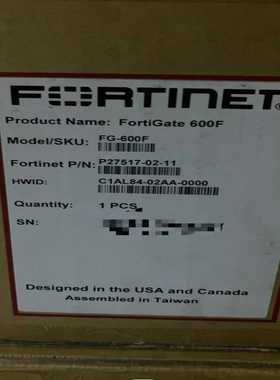 FORTINET
Product Name: FortiGate 600F
Model/SKU: FG-600F
Fortinet P/N: P27517-02-11
HWID: C1AL84-02AA-0000
Quantity: 1 PCS
SN:
Designed in the USA and Canada
Assembled in Taiwan